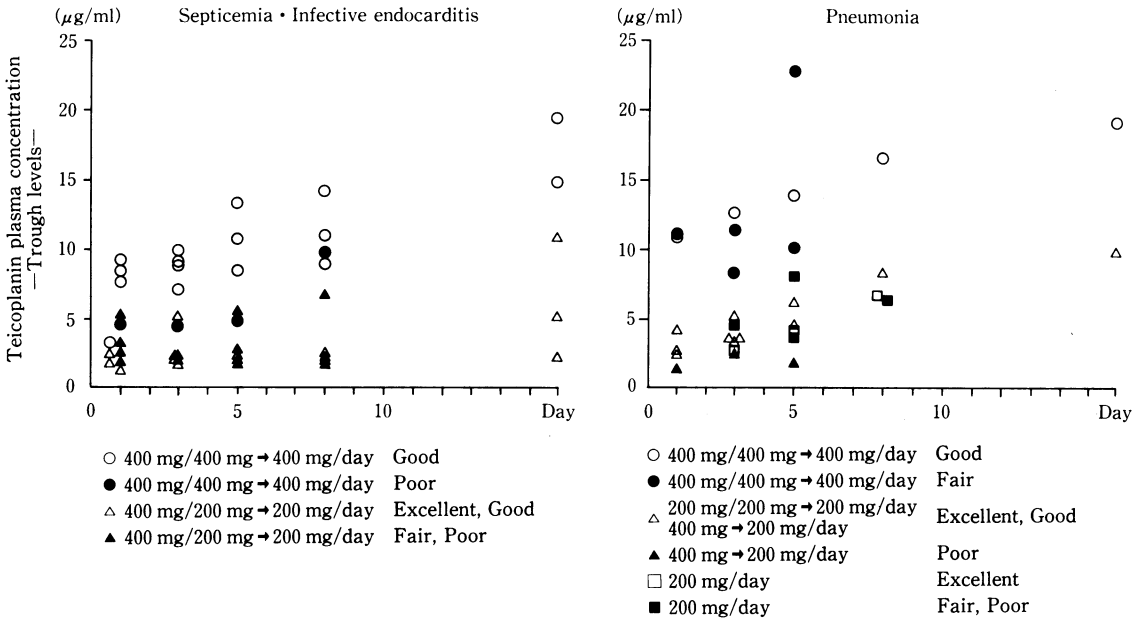 (μg/ml) Septicemia・Infective endocarditis
25
20
15
10
5
0
Teicoplanin plasma concentration
—Trough levels—
0 5 10 Day
○ 400 mg/400 mg→400 mg/day Good
● 400 mg/400 mg→400 mg/day Poor
△ 400 mg/200 mg→200 mg/day Excellent, Good
▲ 400 mg/200 mg→200 mg/day Fair, Poor
(μg/ml) Pneumonia
25
20
15
10
5
0
0 5 10 Day
○ 400 mg/400 mg→400 mg/day Good
● 400 mg/400 mg→400 mg/day Fair
△ 200 mg/200 mg→200 mg/day
400 mg→200 mg/day Excellent, Good
▲ 400 mg→200 mg/day Poor
□ 200 mg/day Excellent
■ 200 mg/day Fair, Poor